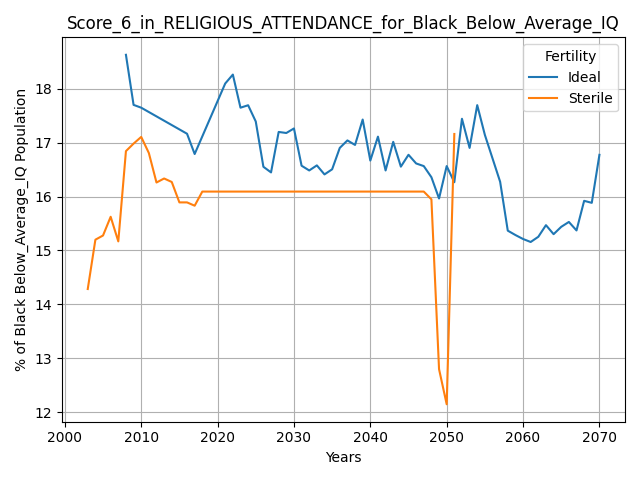 Score_6_in_RELIGIOUS_ATTENDANCE_for_Black_Below_Average_IQ
Fertility
Ideal
Sterile
% of Black Below_Average_IQ Population
18
17
16
15
14
13
12
2000 2010 2020 2030 2040 2050 2060 2070
Years